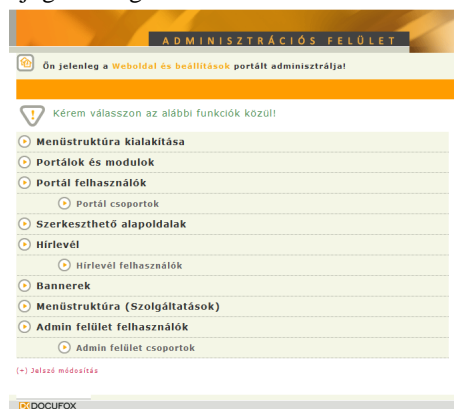 ADMINISZTRÁCIÓS FELÜLET
Ön jelenleg a Weboldal és beállítások portált adminisztrálja!
Kérem válasszon az alábbi funkciók közül!
Menüstruktúra kialakítása
Portálok és modulok
Portál felhasználók
Portál csoportok
Szerkeszthető alapoldalak
Hírlevél
Hírlevél felhasználók
Bannerek
Menüstruktúra (Szolgáltatások)
Admin felület felhasználók
Admin felület csoportok
(+) Jelszó módosítás
DOCUFOX